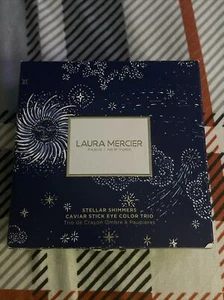 LAURA MERCIER
PARIS / NEW YORK
STELLAR SHIMMERS
CAVIAR STICK EYE COLOR TRIO
Trio de Crayon Ombre à Paupières